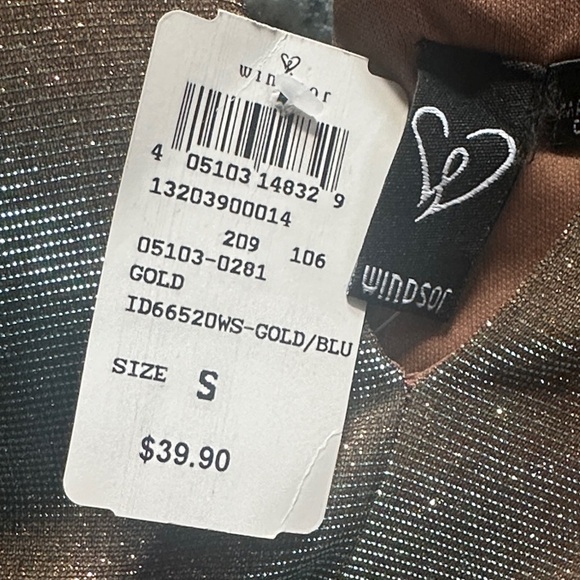 windsor
4 05103 14832 9
13203900014
209 106
05103-0281
GOLD
ID66520WS-GOLD/BLU
SIZE S
$39.90
WINDSOR